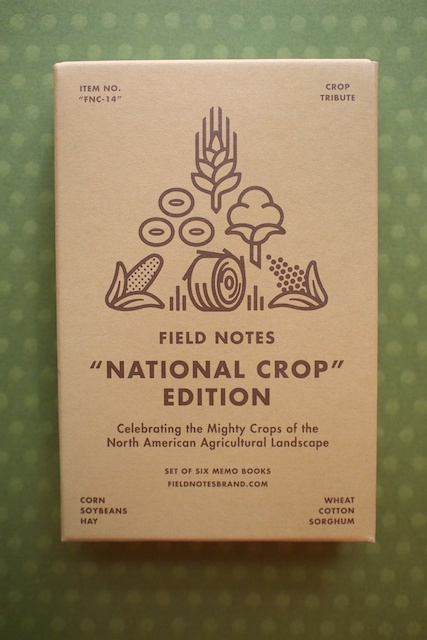 ITEM NO.
"FNC-14"
CROP
TRIBUTE
FIELD NOTES
"NATIONAL CROP"
EDITION
Celebrating the Mighty Crops of the
North American Agricultural Landscape
SET OF SIX MEMO BOOKS
FIELDNOTESBRAND.COM
CORN
SOYBEANS
HAY
WHEAT
COTTON
SORGHUM